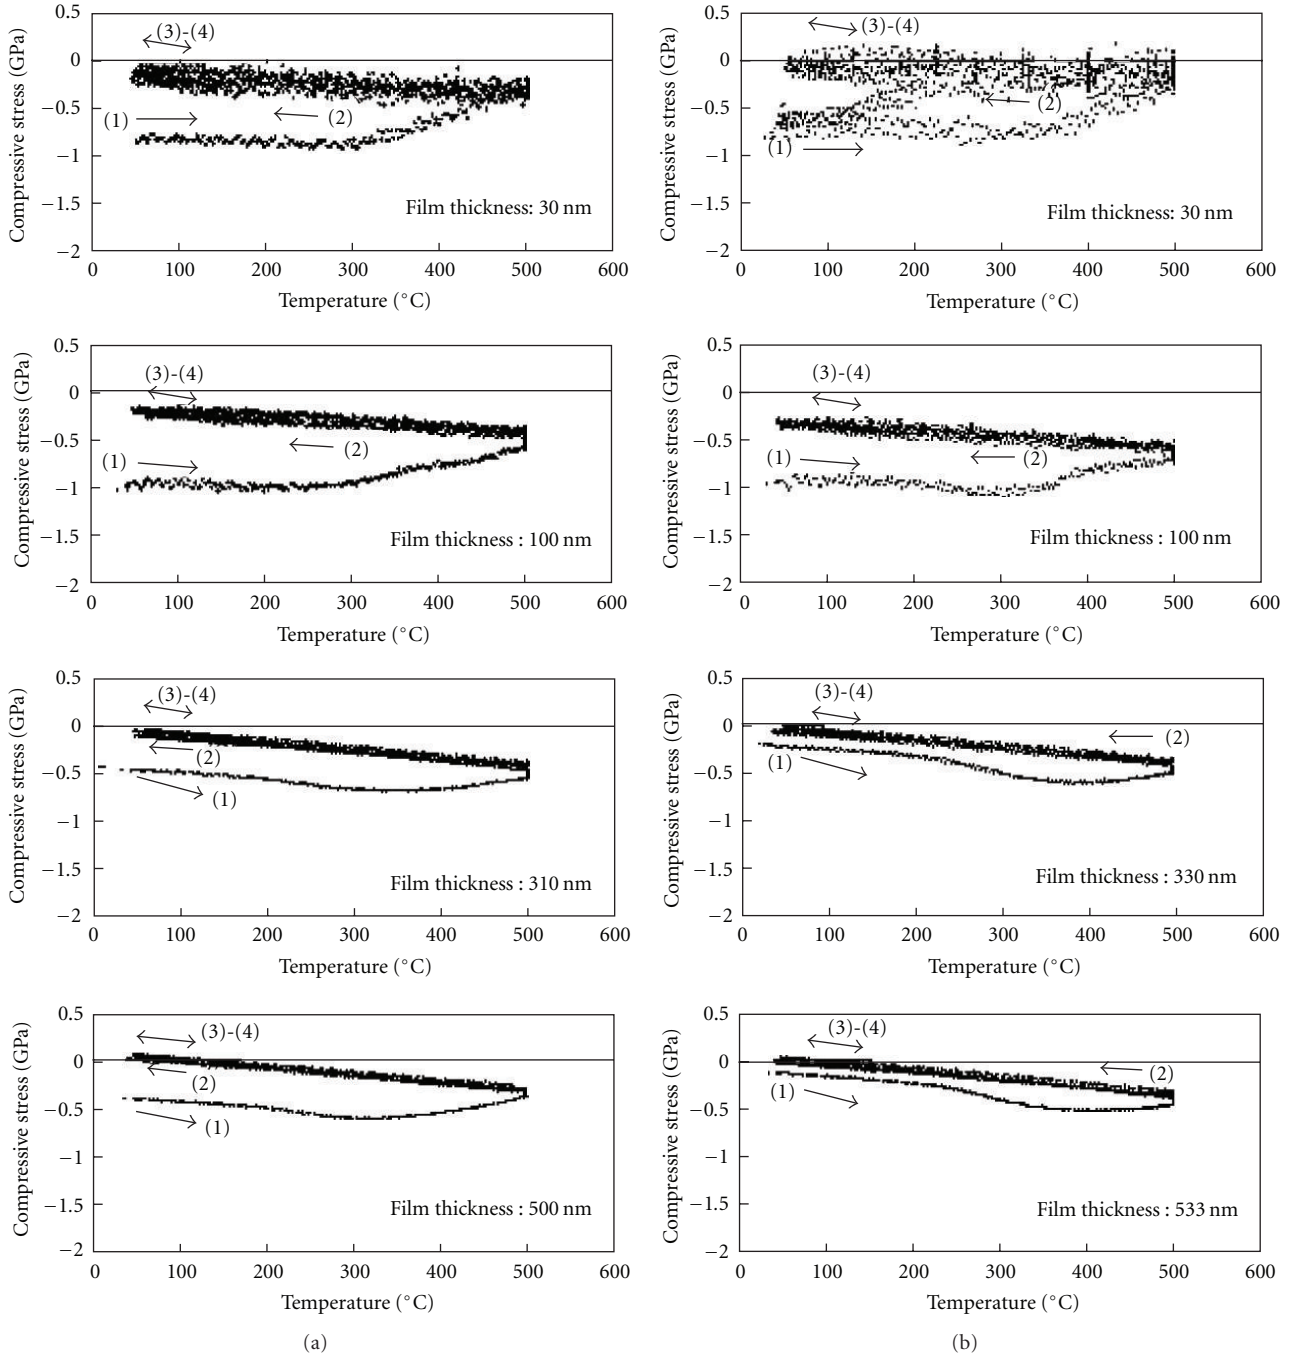 0.5
0
−0.5
−1
−1.5
−2
Compressive stress (GPa)
(3)-(4)
(1)
(2)
Film thickness: 30 nm
0 100 200 300 400 500 600
Temperature (°C)
0.5
0
−0.5
−1
−1.5
−2
Compressive stress (GPa)
(3)-(4)
(2)
(1)
Film thickness: 30 nm
0 100 200 300 400 500 600
Temperature (°C)
0.5
0
−0.5
−1
−1.5
−2
Compressive stress (GPa)
(3)-(4)
(2)
(1)
Film thickness : 100 nm
0 100 200 300 400 500 600
Temperature (°C)
0.5
0
−0.5
−1
−1.5
−2
Compressive stress (GPa)
(3)-(4)
(1)
(2)
Film thickness : 100 nm
0 100 200 300 400 500 600
Temperature (°C)
0.5
0
−0.5
−1
−1.5
−2
Compressive stress (GPa)
(3)-(4)
(2)
(1)
Film thickness : 310 nm
0 100 200 300 400 500 600
Temperature (°C)
0.5
0
−0.5
−1
−1.5
−2
Compressive stress (GPa)
(3)-(4)
(2)
(1)
Film thickness : 330 nm
0 100 200 300 400 500 600
Temperature (°C)
0.5
0
−0.5
−1
−1.5
−2
Compressive stress (GPa)
(3)-(4)
(2)
(1)
Film thickness : 500 nm
0 100 200 300 400 500 600
Temperature (°C)
(a)
0.5
0
−0.5
−1
−1.5
−2
Compressive stress (GPa)
(3)-(4)
(2)
(1)
Film thickness : 533 nm
0 100 200 300 400 500 600
Temperature (°C)
(b)